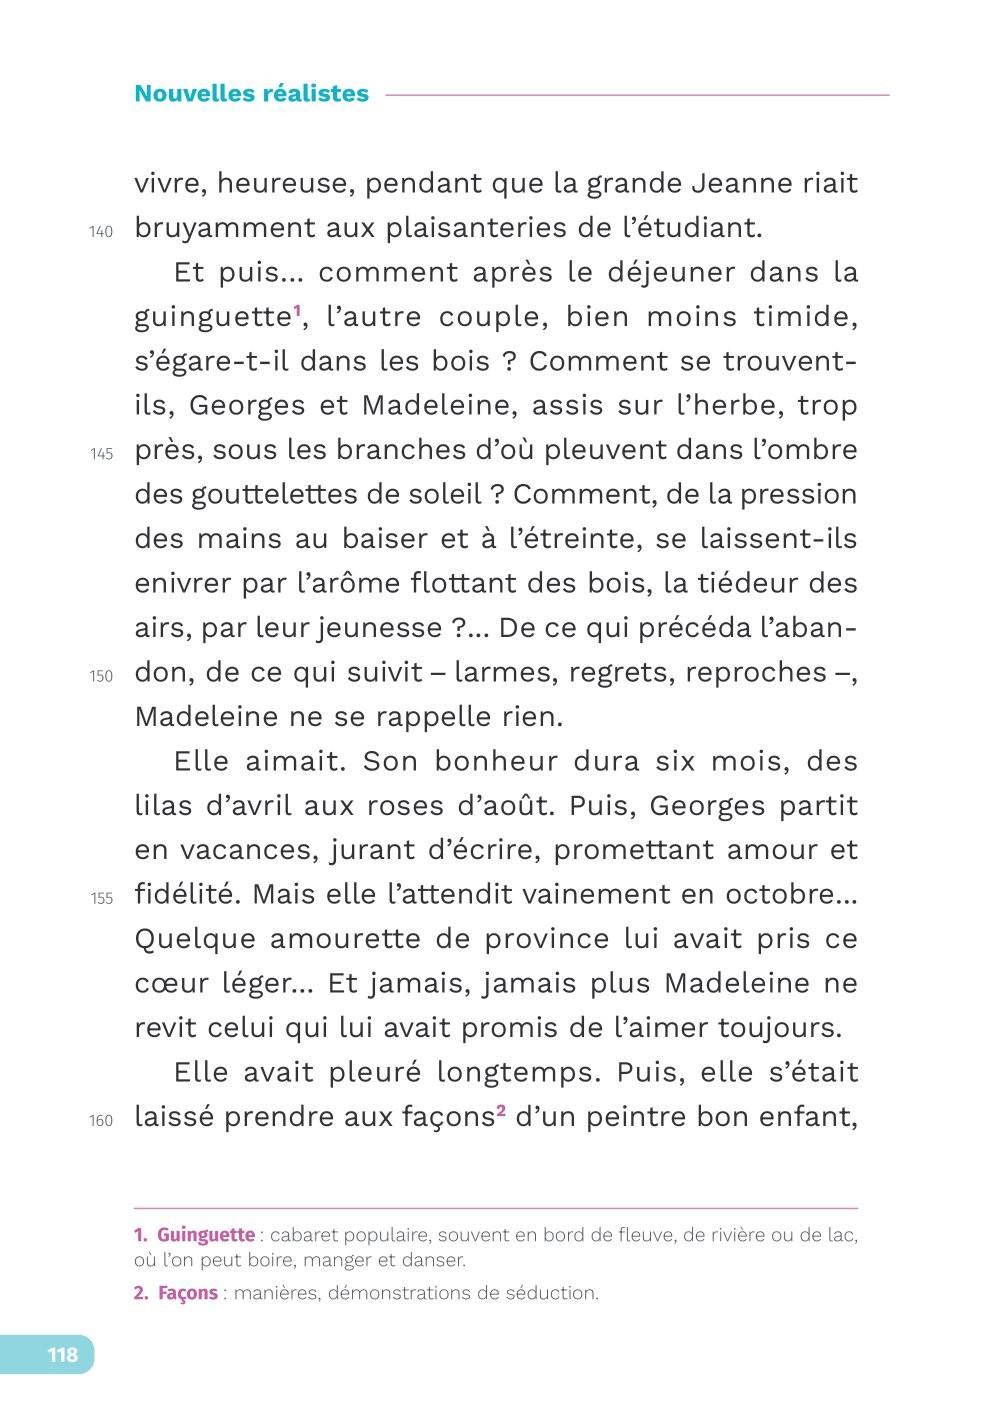 Nouvelles réalistes
vivre, heureuse, pendant que la grande Jeanne riait
140 bruyamment aux plaisanteries de l’étudiant.
Et puis... comment après le déjeuner dans la
guinguette1, l’autre couple, bien moins timide,
s’égare-t-il dans les bois ? Comment se trouvent-
ils, Georges et Madeleine, assis sur l’herbe, trop
145 près, sous les branches d’où pleuvent dans l’ombre
des gouttelettes de soleil ? Comment, de la pression
des mains au baiser et à l’étreinte, se laissent-ils
enivrer par l’arôme flottant des bois, la tiédeur des
airs, par leur jeunesse ?... De ce qui précéda l’aban-
150 don, de ce qui suivit – larmes, regrets, reproches –,
Madeleine ne se rappelle rien.
Elle aimait. Son bonheur dura six mois, des
lilas d’avril aux roses d’août. Puis, Georges partit
en vacances, jurant d’écrire, promettant amour et
155 fidélité. Mais elle l’attendit vainement en octobre...
Quelque amourette de province lui avait pris ce
cœur léger... Et jamais, jamais plus Madeleine ne
revit celui qui lui avait promis de l’aimer toujours.
Elle avait pleuré longtemps. Puis, elle s’était
160 laissé prendre aux façons2 d’un peintre bon enfant,
1. Guinguette : cabaret populaire, souvent en bord de fleuve, de rivière ou de lac,
où l’on peut boire, manger et danser.
2. Façons : manières, démonstrations de séduction.
118